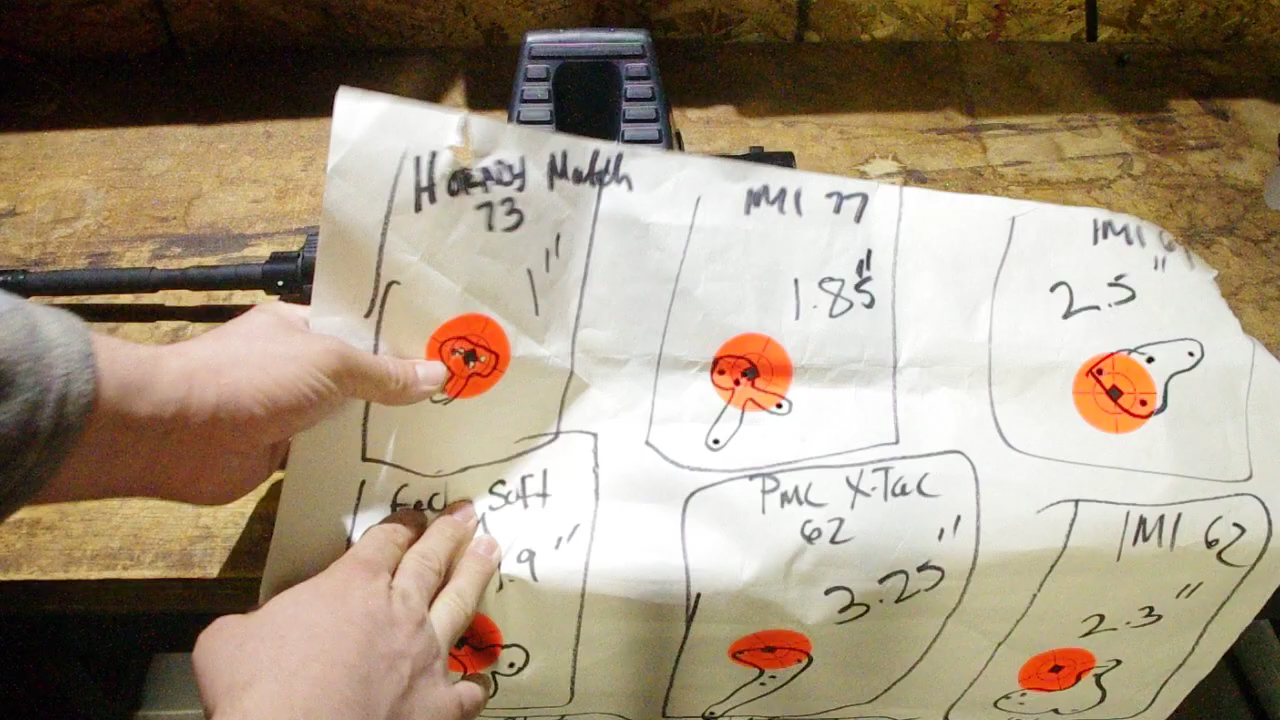 Hornady Match
73
1"
IMI 77
1.85"
IMI
2.5"
Soft
.9"
PMC X-Tac
62
3.25"
IMI 62
2.3"